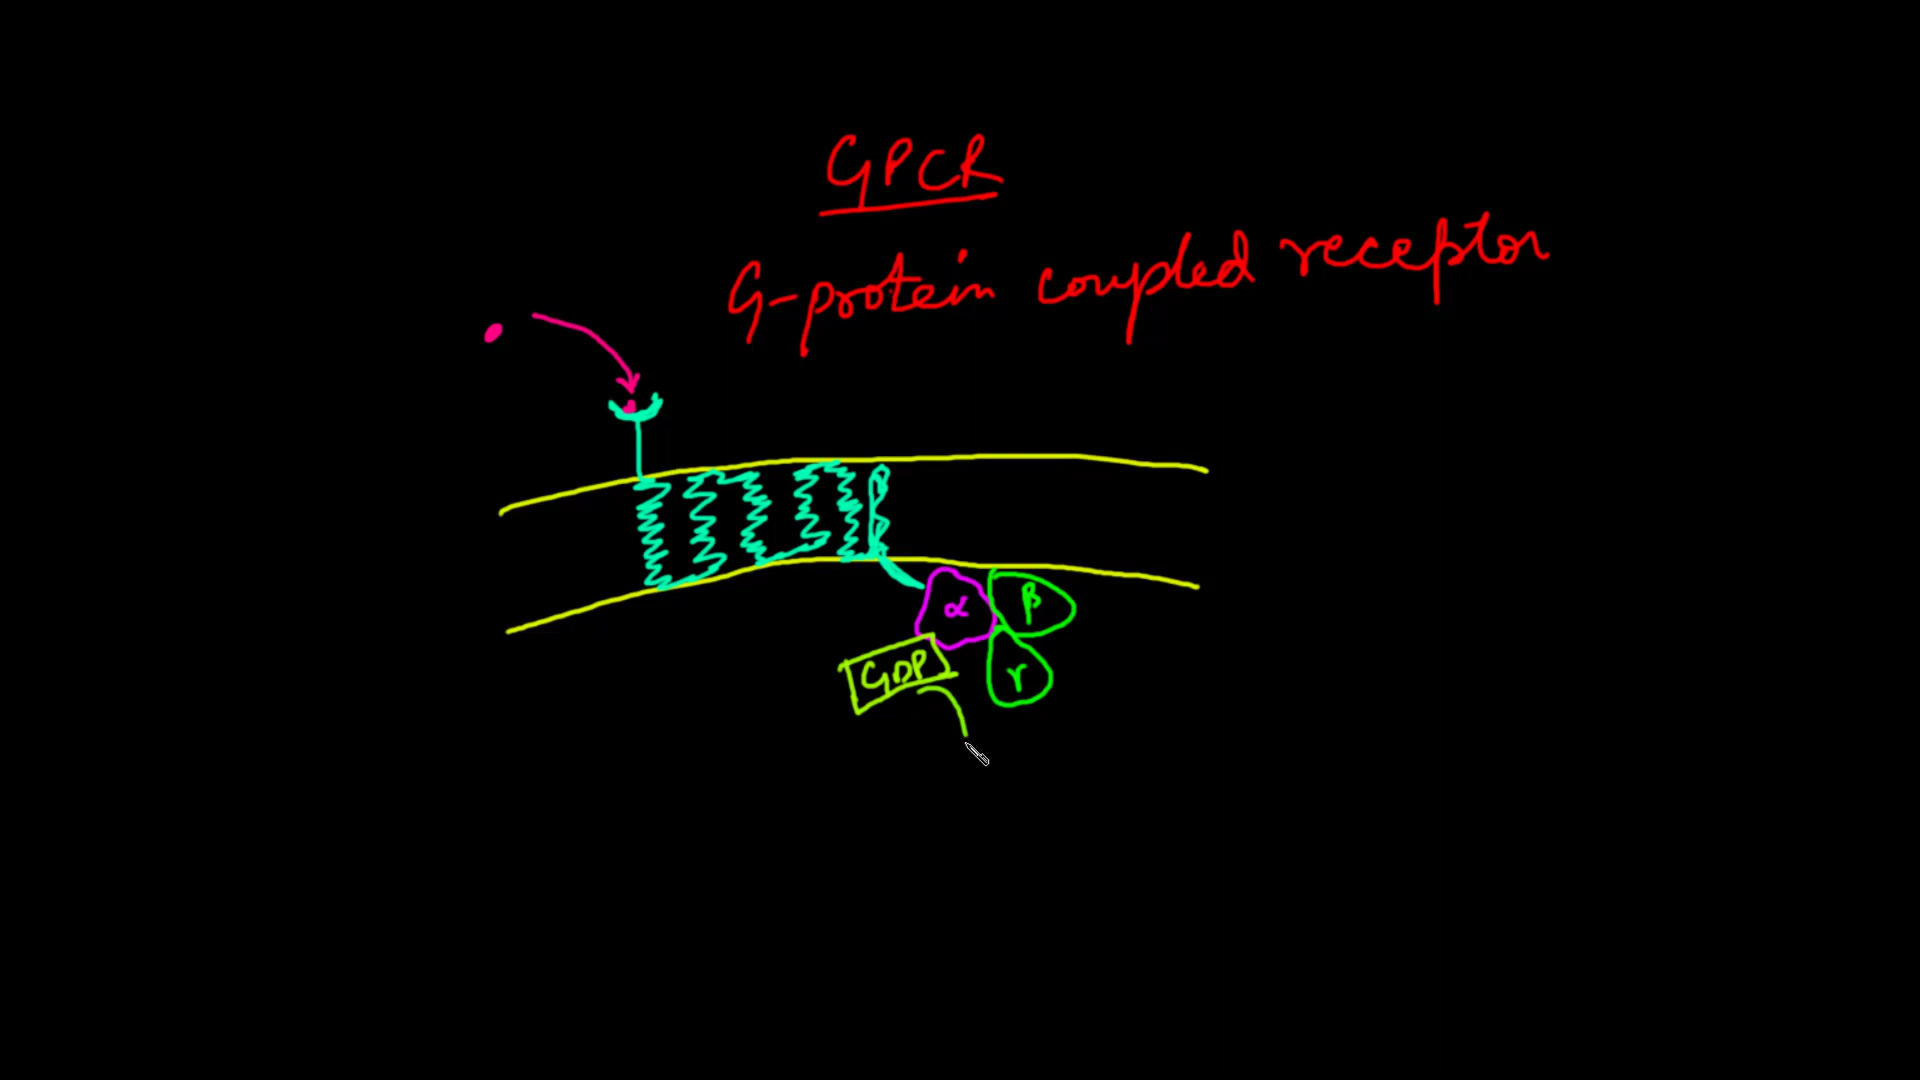 GPCR
G-protein coupled receptor
α
β
GDP
γ